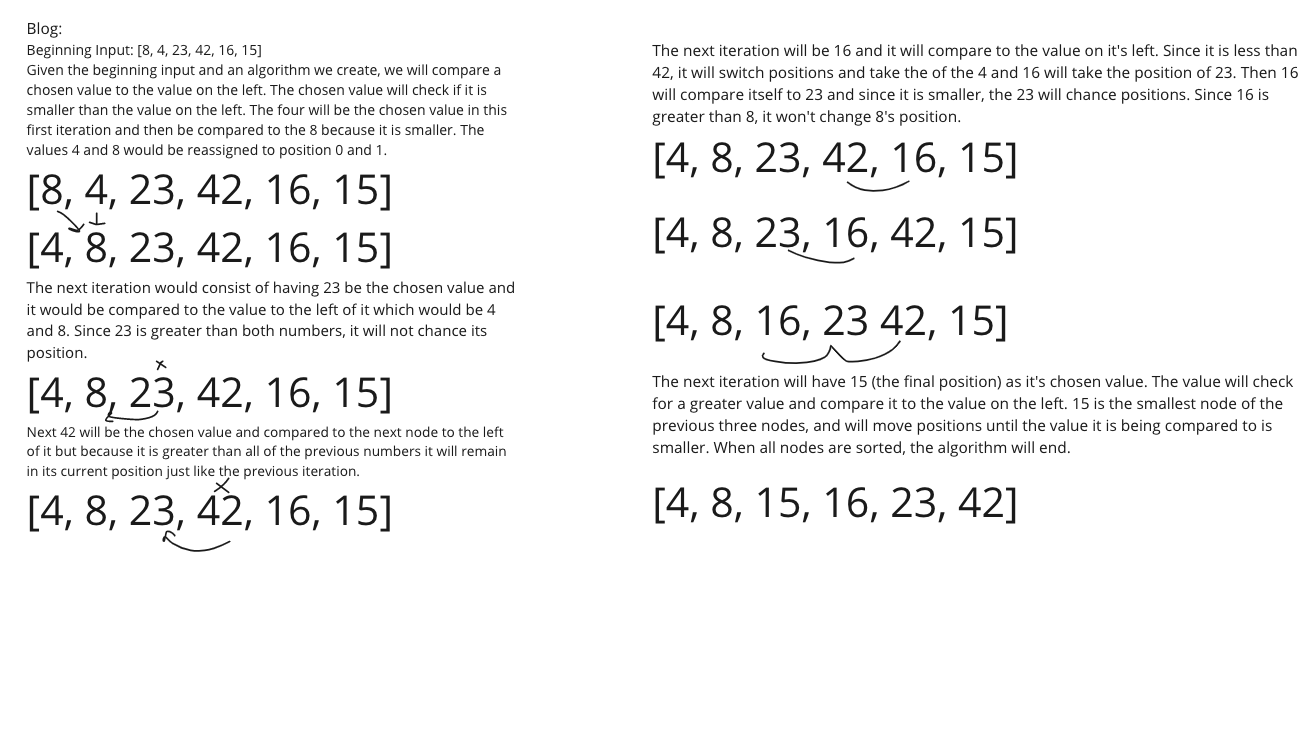 Blog:
Beginning Input: [8, 4, 23, 42, 16, 15]
Given the beginning input and an algorithm we create, we will compare a
chosen value to the value on the left. The chosen value will check if it is
smaller than the value on the left. The four will be the chosen value in this
first iteration and then be compared to the 8 because it is smaller. The
values 4 and 8 would be reassigned to position 0 and 1.
[8, 4, 23, 42, 16, 15]
[4, 8, 23, 42, 16, 15]
The next iteration would consist of having 23 be the chosen value and
it would be compared to the value to the left of it which would be 4
and 8. Since 23 is greater than both numbers, it will not chance its
position.
[4, 8, 23, 42, 16, 15]
Next 42 will be the chosen value and compared to the next node to the left
of it but because it is greater than all of the previous numbers it will remain
in its current position just like the previous iteration.
[4, 8, 23, 42, 16, 15]
The next iteration will be 16 and it will compare to the value on it's left. Since it is less than
42, it will switch positions and take the of the 4 and 16 will take the position of 23. Then 16
will compare itself to 23 and since it is smaller, the 23 will chance positions. Since 16 is
greater than 8, it won't change 8's position.
[4, 8, 23, 42, 16, 15]
[4, 8, 23, 16, 42, 15]
[4, 8, 16, 23 42, 15]
The next iteration will have 15 (the final position) as it's chosen value. The value will check
for a greater value and compare it to the value on the left. 15 is the smallest node of the
previous three nodes, and will move positions until the value it is being compared to is
smaller. When all nodes are sorted, the algorithm will end.
[4, 8, 15, 16, 23, 42]